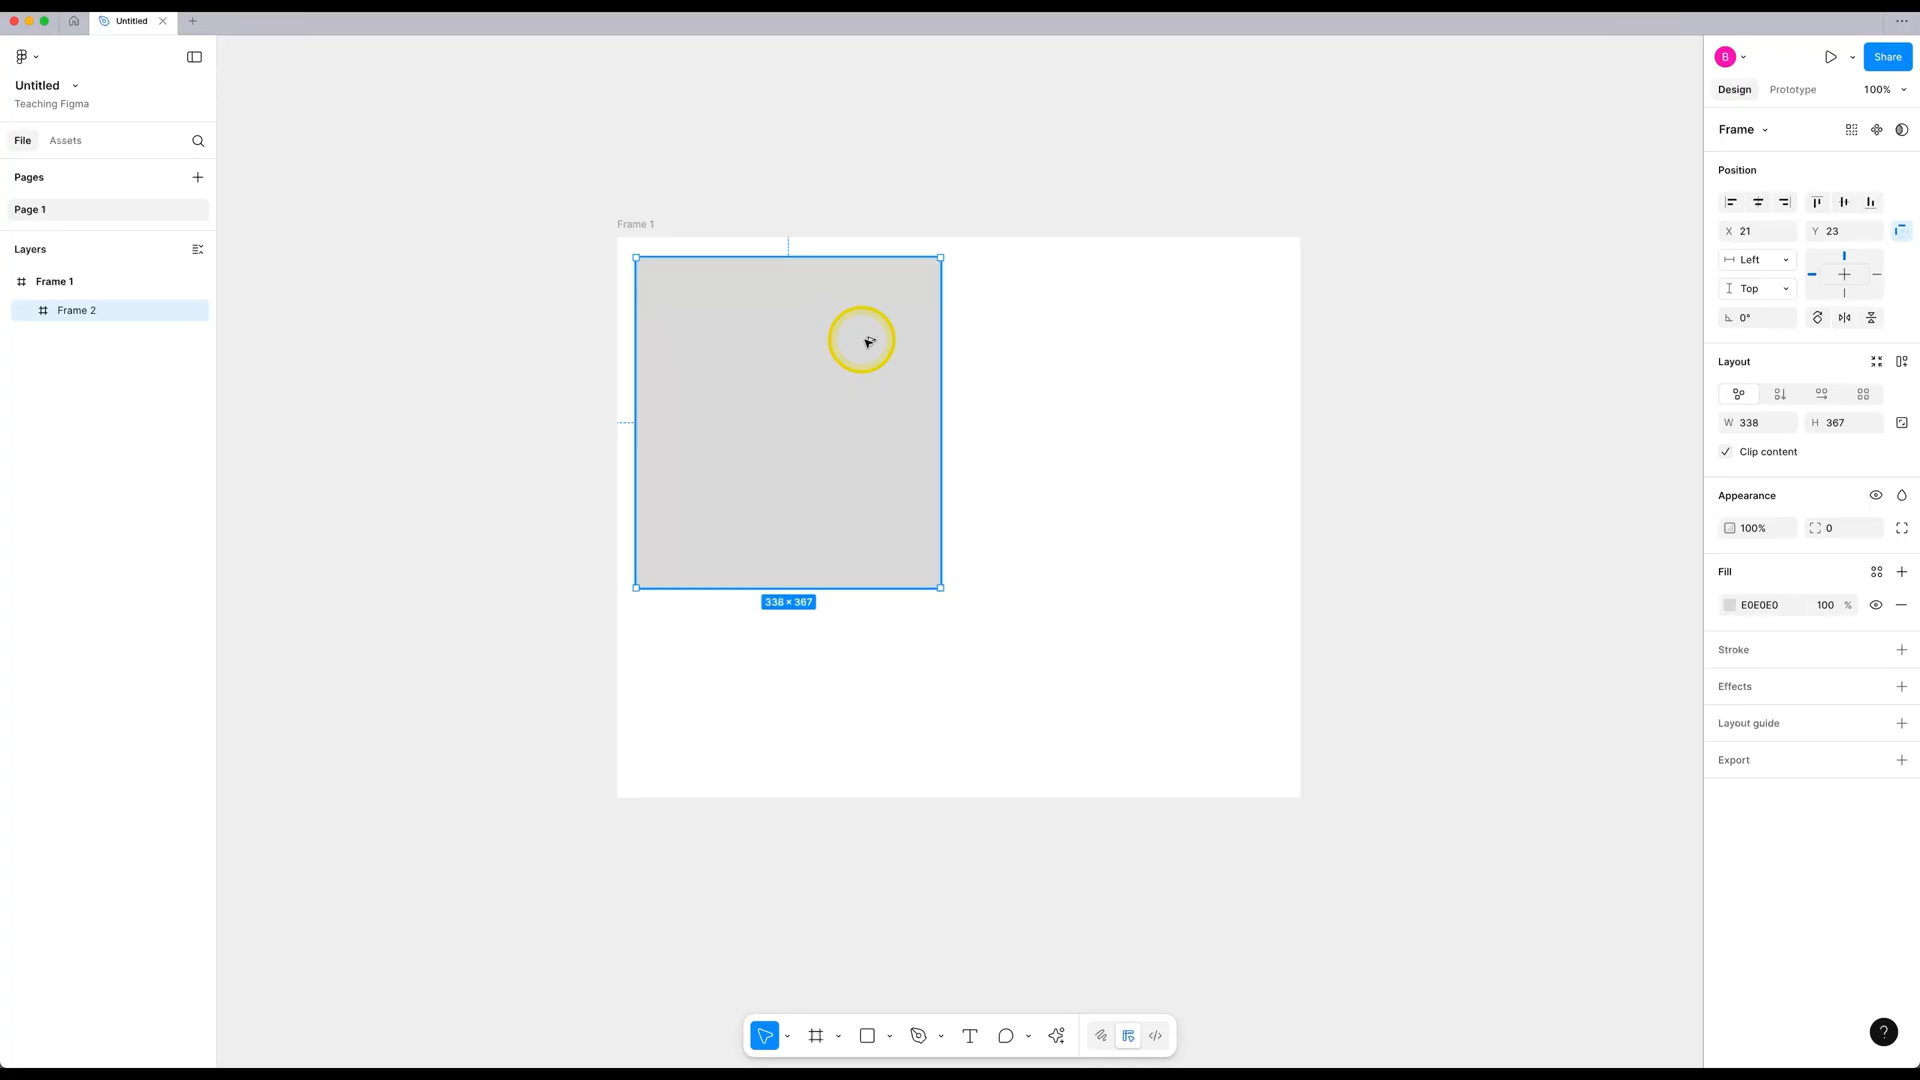 Untitled
B
Share
Untitled
Teaching Figma
Design Prototype 100%
File Assets
Frame
Pages
Position
Page 1
Frame 1
X 21 Y 23
Layers
Left
Frame 1
Top
Frame 2
0°
Layout
W 338 H 367
Clip content
Appearance
100% 0
Fill
338 × 367
E0E0E0 100 %
Stroke
Effects
Layout guide
Export
T
?